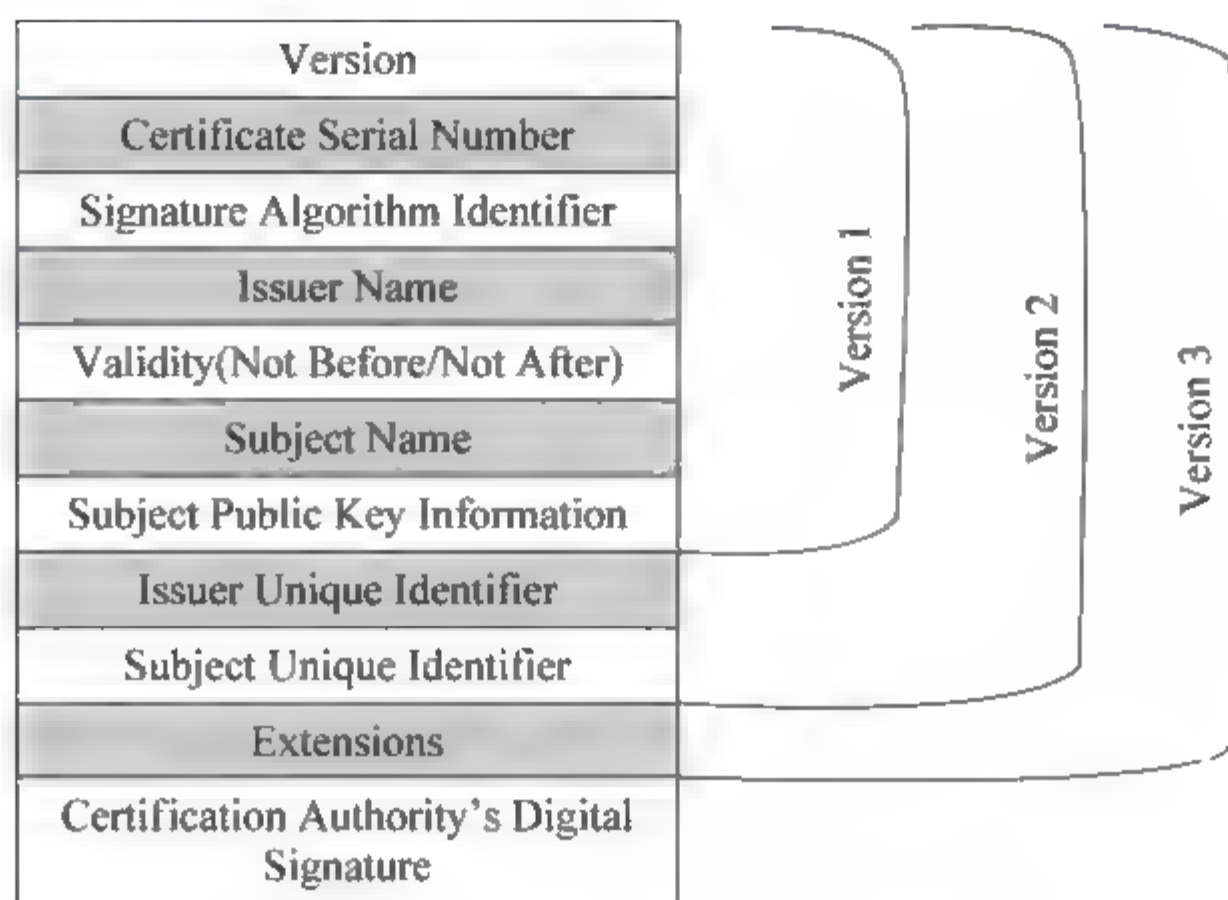 Version
Certificate Serial Number
Signature Algorithm Identifier
Issuer Name
Validity(Not Before/Not After)
Subject Name
Subject Public Key Information
Issuer Unique Identifier
Subject Unique Identifier
Extensions
Certification Authority's Digital
Signature
Version 1
Version 2
Version 3